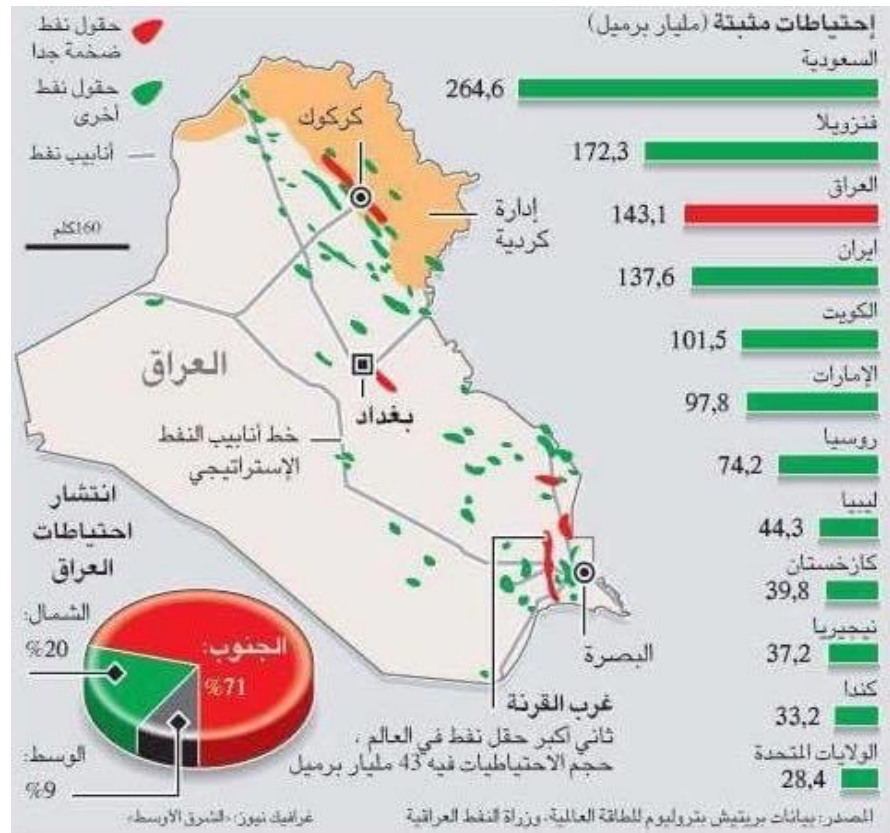 إحتياطات مثبتة (مليار برميل)
السعودية
264,6
فنزويلا
172,3
العراق
143,1
ايران
137,6
الكويت
101,5
الإمارات
97,8
روسيا
74,2
ليبيا
44,3
كازخستان
39,8
نيجيريا
37,2
كندا
33,2
الولايات المتحدة
28,4
حقول نفط
ضخمة جدا
حقول نفط
أخرى
أنابيب نفط
160كلم
كركوك
إدارة
كردية
العراق
بغداد
خط أنابيب النفط
الإستراتيجي
البصرة
غرب القرنة
ثاني أكبر حقل نفط في العالم ،
حجم الاحتياطيات فيه 43 مليار برميل
انتشار
احتياطات
العراق
الشمال:
%20
الجنوب:
%71
الوسط:
%9
المصدر: بيانات بريتيش بتروليوم للطاقة العالمية، وزراة النفط العراقية
غرافيك نيوز: «الشرق الأوسط»